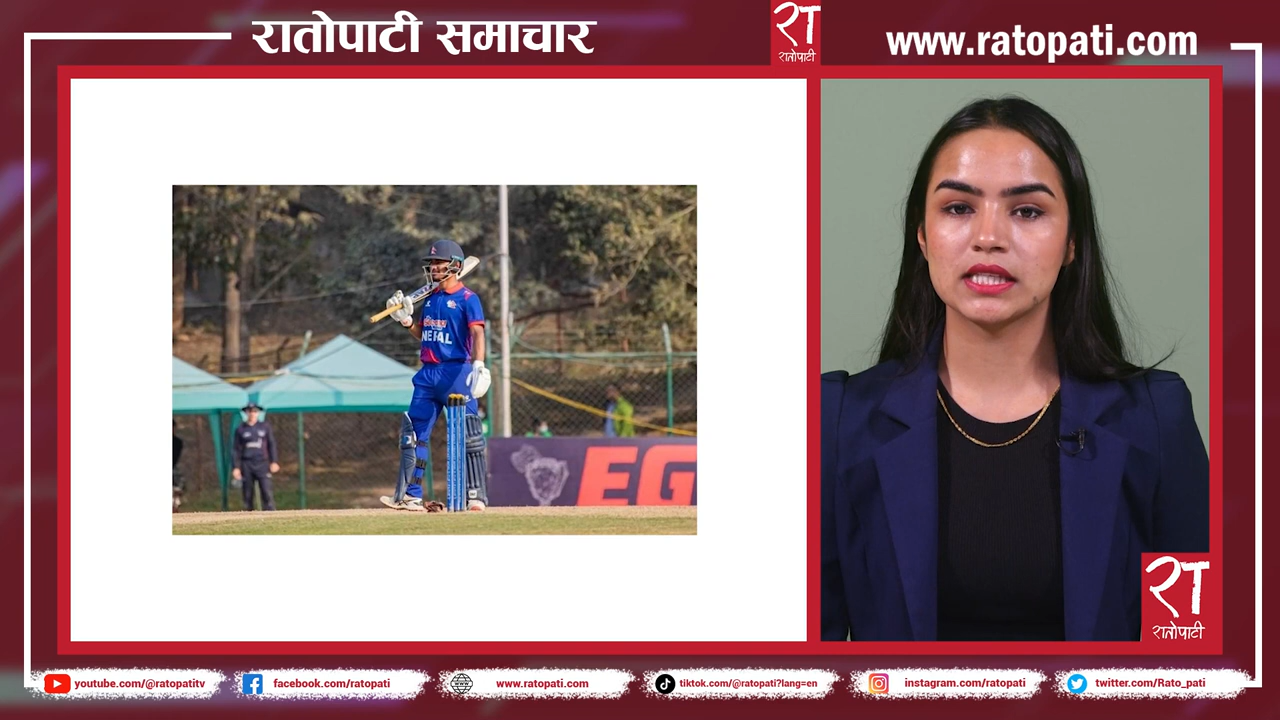 रातोपाटी समाचार
रा
रातोपाटी
www.ratopati.com
NEPAL
EG
रा
रातोपाटी
youtube.com/@ratopatitv
facebook.com/ratopati
www.ratopati.com
tiktok.com/@ratopati?lang=en
instagram.com/ratopati
twitter.com/Rato_pati